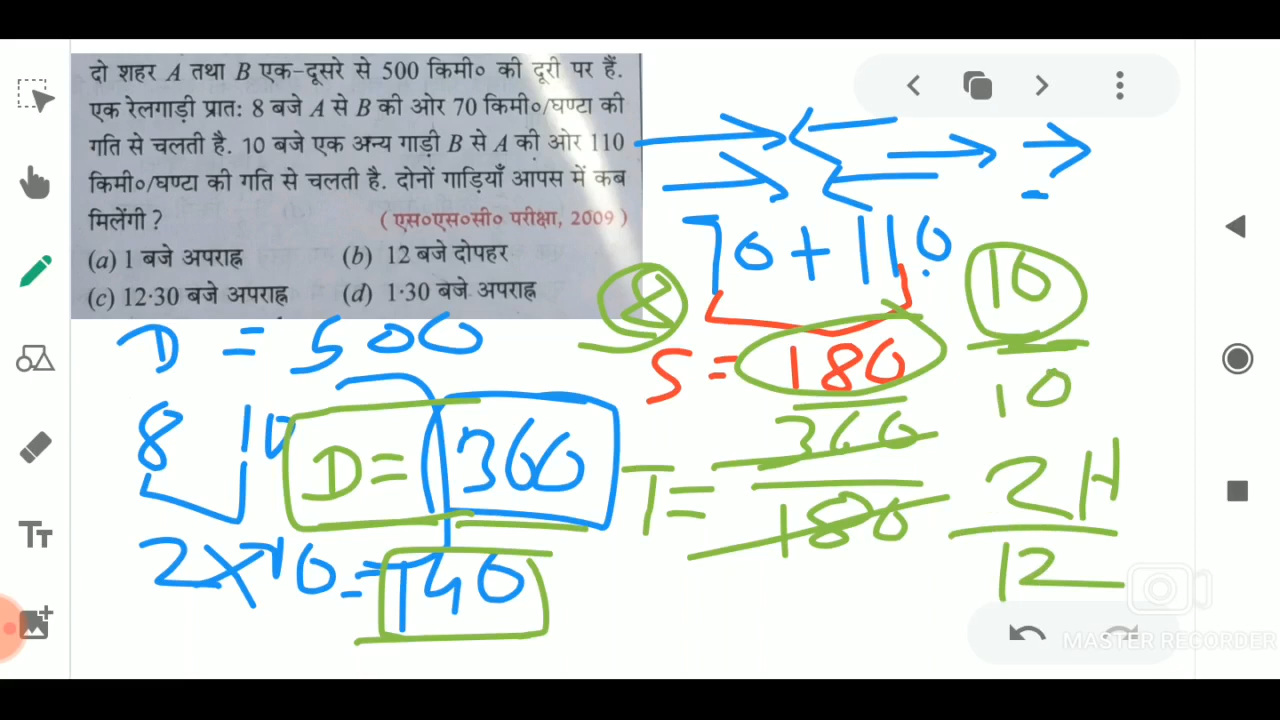 दो शहर A तथा B एक-दूसरे से 500 किमी० की दूरी पर हैं.
एक रेलगाड़ी प्रात: 8 बजे A से B की ओर 70 किमी०/घण्टा की
गति से चलती है. 10 बजे एक अन्य गाड़ी B से A की ओर 110
किमी०/घण्टा की गति से चलती है. दोनों गाड़ियाँ आपस में कब
मिलेंगी ?
( एस०एस०सी० परीक्षा, 2009 )
(a) 1 बजे अपराह्न (b) 12 बजे दोपहर
(c) 12·30 बजे अपराह्न (d) 1·30 बजे अपराह्न
70 + 110
S = 180
D = 500
8 10
D = 360
2×70 = 140
T = 360
180
10
10
2H
12
Tт
MASTER RECORDER